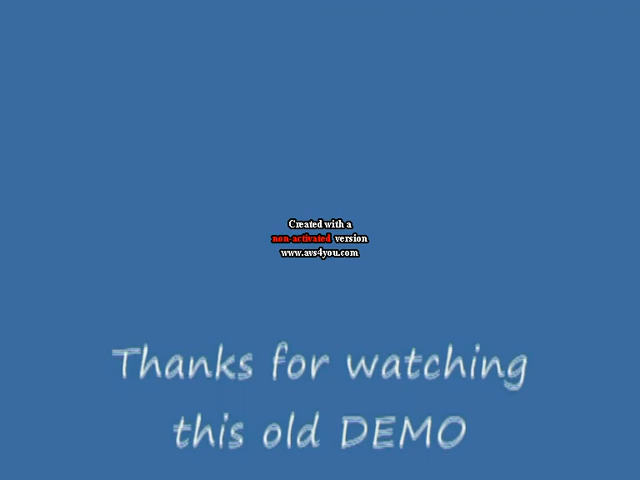 Created with a
non-activated version
www.avs4you.com
Thanks for watching
this old DEMO